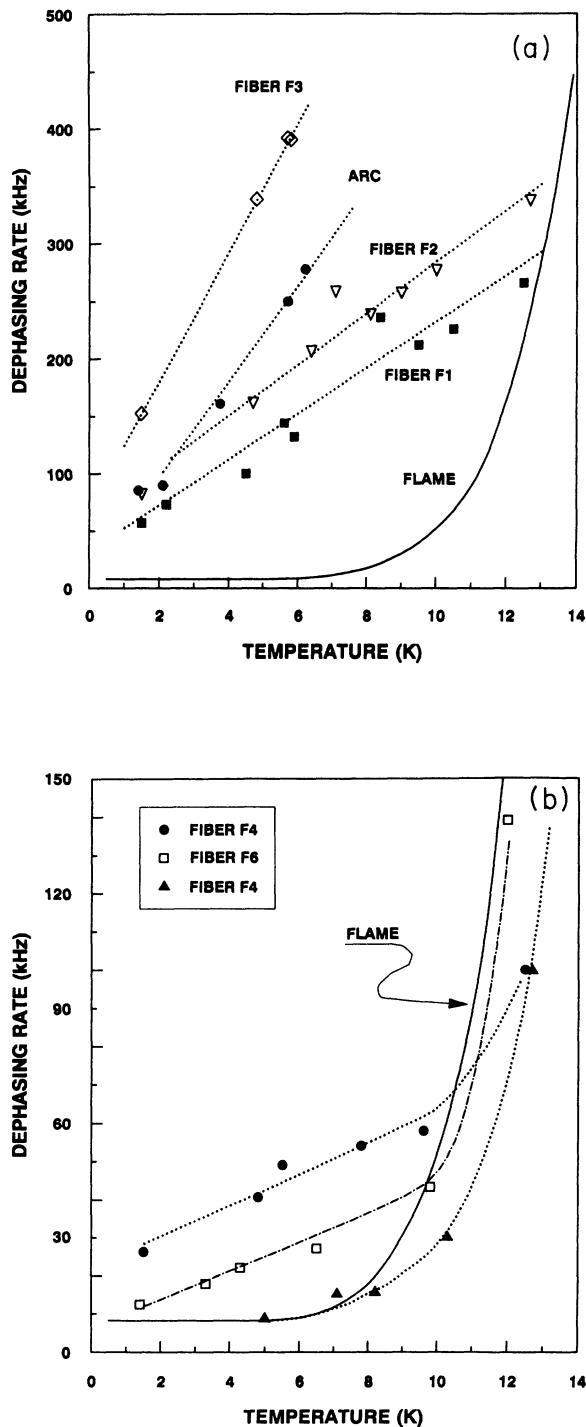 (a)
500
400
300
200
100
0
DEPHASING RATE (kHz)
FIBER F3
ARC
FIBER F2
FIBER F1
FLAME
0 2 4 6 8 10 12 14
TEMPERATURE (K)
(b)
150
120
90
60
30
0
DEPHASING RATE (kHz)
FIBER F4
FIBER F6
FIBER F4
FLAME
0 2 4 6 8 10 12 14
TEMPERATURE (K)